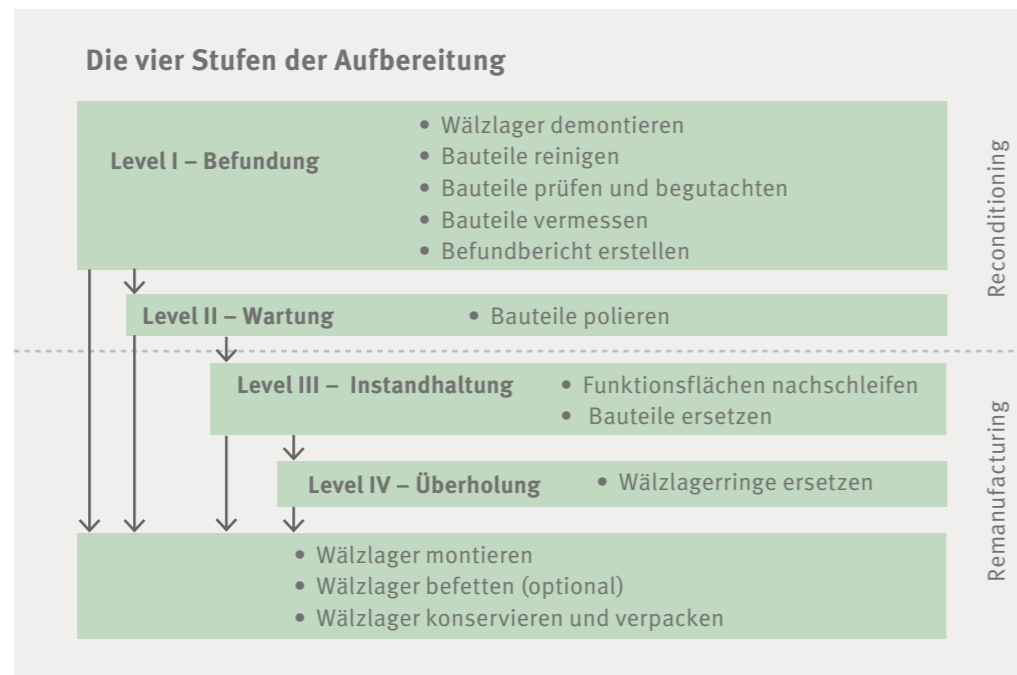 Die vier Stufen der Aufbereitung
Level I – Befundung
• Wälzlager demontieren
• Bauteile reinigen
• Bauteile prüfen und begutachten
• Bauteile vermessen
• Befundbericht erstellen
Reconditioning
Level II – Wartung
• Bauteile polieren
Level III – Instandhaltung
• Funktionsflächen nachschleifen
• Bauteile ersetzen
Remanufacturing
Level IV – Überholung
• Wälzlagerringe ersetzen
• Wälzlager montieren
• Wälzlager befetten (optional)
• Wälzlager konservieren und verpacken